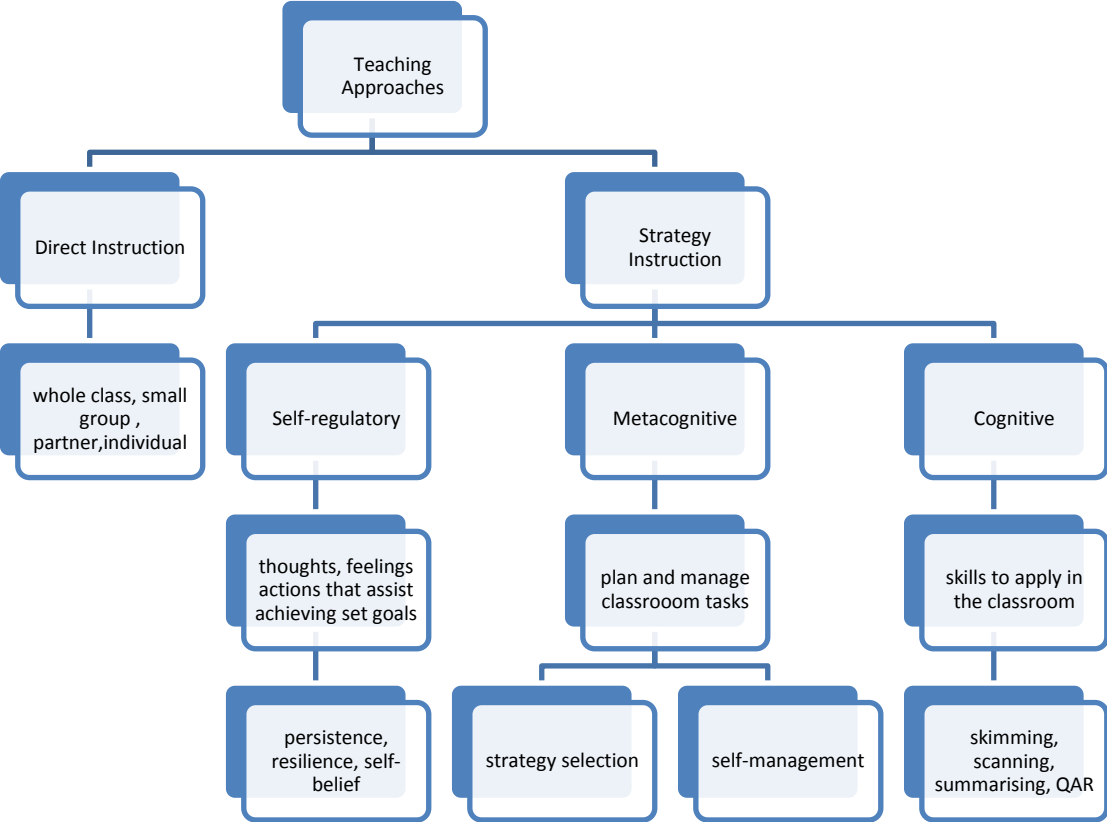 Teaching
Approaches
Direct Instruction
Strategy
Instruction
whole class, small
group ,
partner,individual
Self-regulatory
Metacognitive
Cognitive
thoughts, feelings
actions that assist
achieving set goals
plan and manage
classrooom tasks
skills to apply in
the classroom
persistence,
resilience, self-
belief
strategy selection
self-management
skimming,
scanning,
summarising, QAR